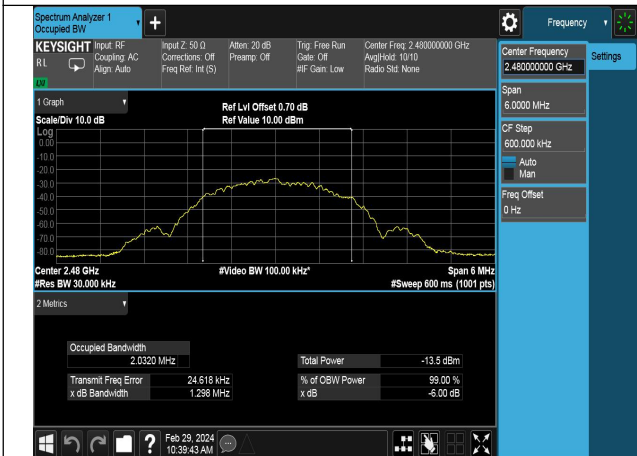 Spectrum Analyzer 1
Occupied BW
+
Frequency
KEYSIGHT
R L
LXI
Input: RF
Coupling: AC
Align: Auto
Input Z: 50 Ω
Corrections: Off
Freq Ref: Int (S)
Atten: 20 dB
Preamp: Off
Trig: Free Run
Gate: Off
#IF Gain: Low
Center Freq: 2.480000000 GHz
Avg|Hold: 10/10
Radio Std: None
Center Frequency
2.480000000 GHz
Settings
Span
6.0000 MHz
CF Step
600.000 kHz
Auto
Man
Freq Offset
0 Hz
1 Graph
Scale/Div 10.0 dB
Ref Lvl Offset 0.70 dB
Ref Value 10.00 dBm
Log
0.00
-10.0
-20.0
-30.0
-40.0
-50.0
-60.0
-70.0
-80.0
Center 2.48 GHz
#Res BW 30.000 kHz
#Video BW 100.00 kHz*
Span 6 MHz
#Sweep 600 ms (1001 pts)
2 Metrics
Occupied Bandwidth
2.0320 MHz
Total Power -13.5 dBm
Transmit Freq Error 24.618 kHz
x dB Bandwidth 1.298 MHz
% of OBW Power 99.00 %
x dB -6.00 dB
?
Feb 29, 2024
10:39:43 AM